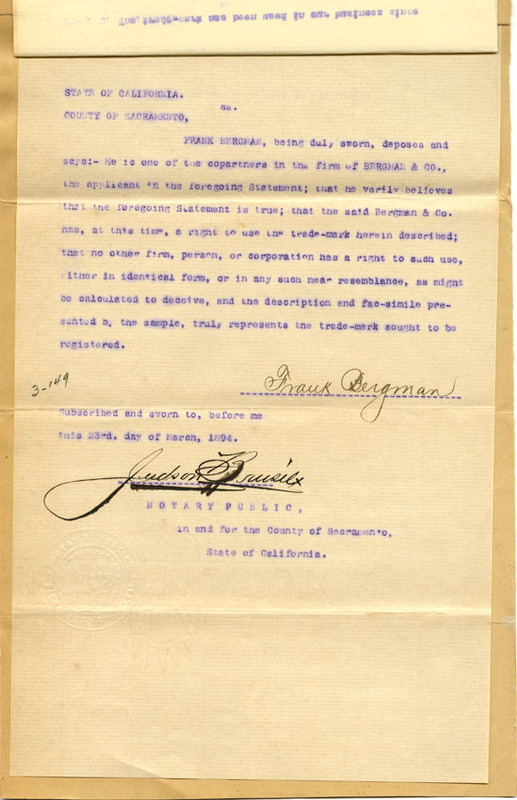 STATE OF CALIFORNIA.
ss.
COUNTY OF SACRAMENTO,
FRANK BERGMAN, being duly sworn, deposes and
says:- He is one of the copartners in the firm of BERGMAN & CO.,
the applicant in the foregoing Statement; that he verily believes
that the foregoing Statement is true; that the said Bergman & Co.
has, at this time, a right to use the trade-mark herein described;
that no other firm, person, or corporation has a right to such use,
either in identical form, or in any such near resemblance, as might
be calculated to deceive, and the description and fac-simile pre-
sented by the sample, truly represents the trade-mark sought to be
registered.
3-149
Frank Bergman
Subscribed and sworn to, before me
this 23rd. day of March, 1894.
Judson
NOTARY PUBLIC,
in and for the County of Sacramento,
State of California.